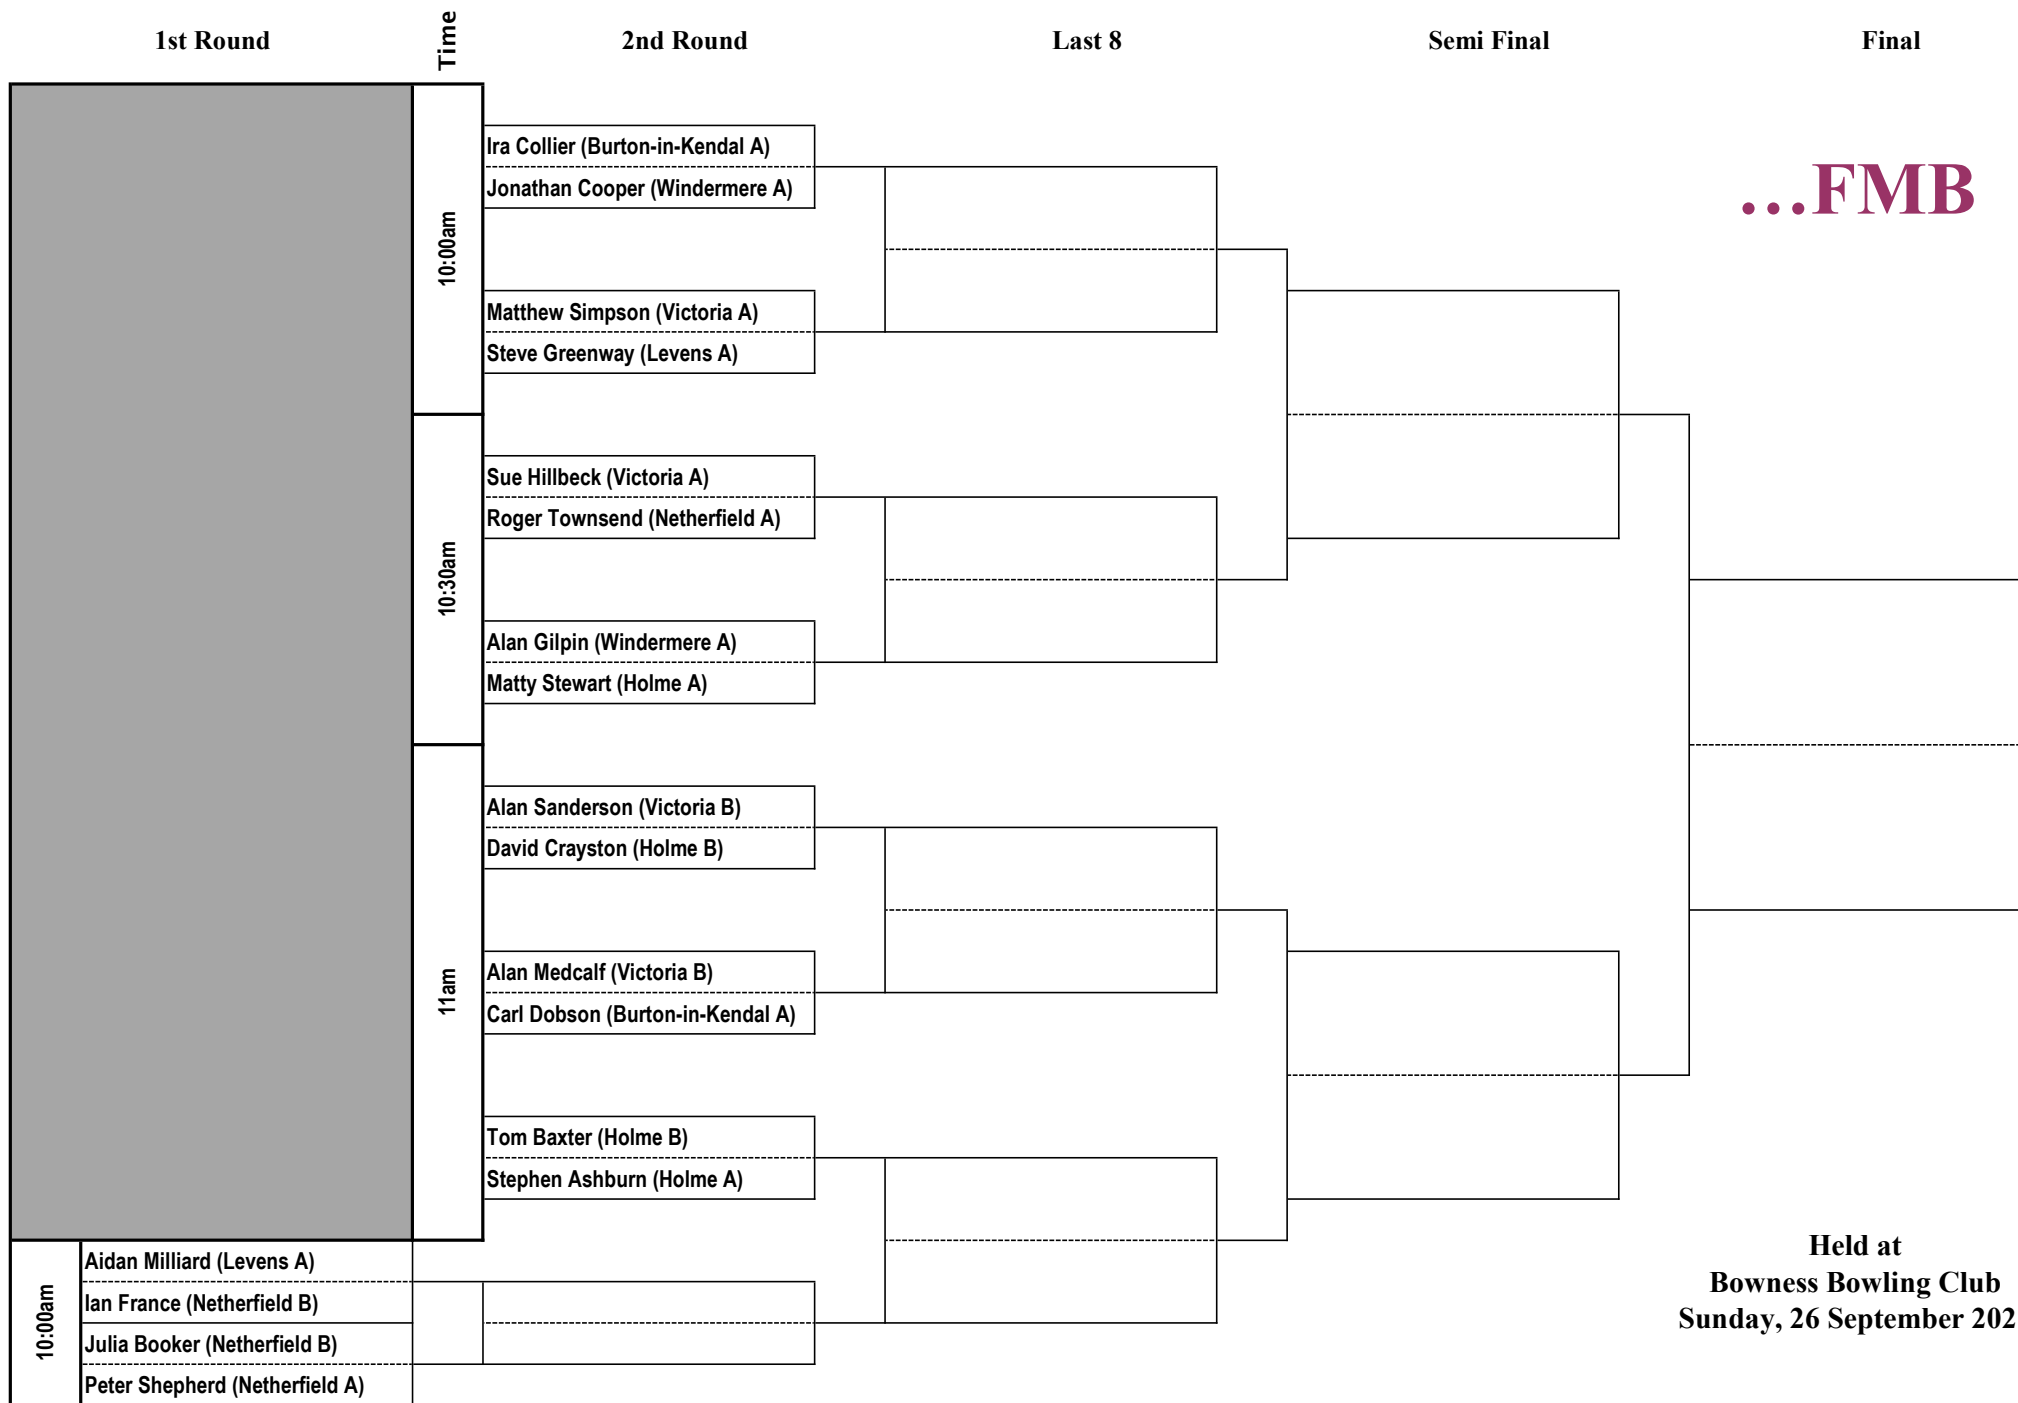 1st Round
Time
2nd Round
Last 8
Semi Final
Final
…FMB
10:00am
Ira Collier (Burton-in-Kendal A)
Jonathan Cooper (Windermere A)
Matthew Simpson (Victoria A)
Steve Greenway (Levens A)
10:30am
Sue Hillbeck (Victoria A)
Roger Townsend (Netherfield A)
Alan Gilpin (Windermere A)
Matty Stewart (Holme A)
11am
Alan Sanderson (Victoria B)
David Crayston (Holme B)
Alan Medcalf (Victoria B)
Carl Dobson (Burton-in-Kendal A)
Tom Baxter (Holme B)
Stephen Ashburn (Holme A)
10:00am
Aidan Milliard (Levens A)
Ian France (Netherfield B)
Julia Booker (Netherfield B)
Peter Shepherd (Netherfield A)
Held at
Bowness Bowling Club
Sunday, 26 September 202